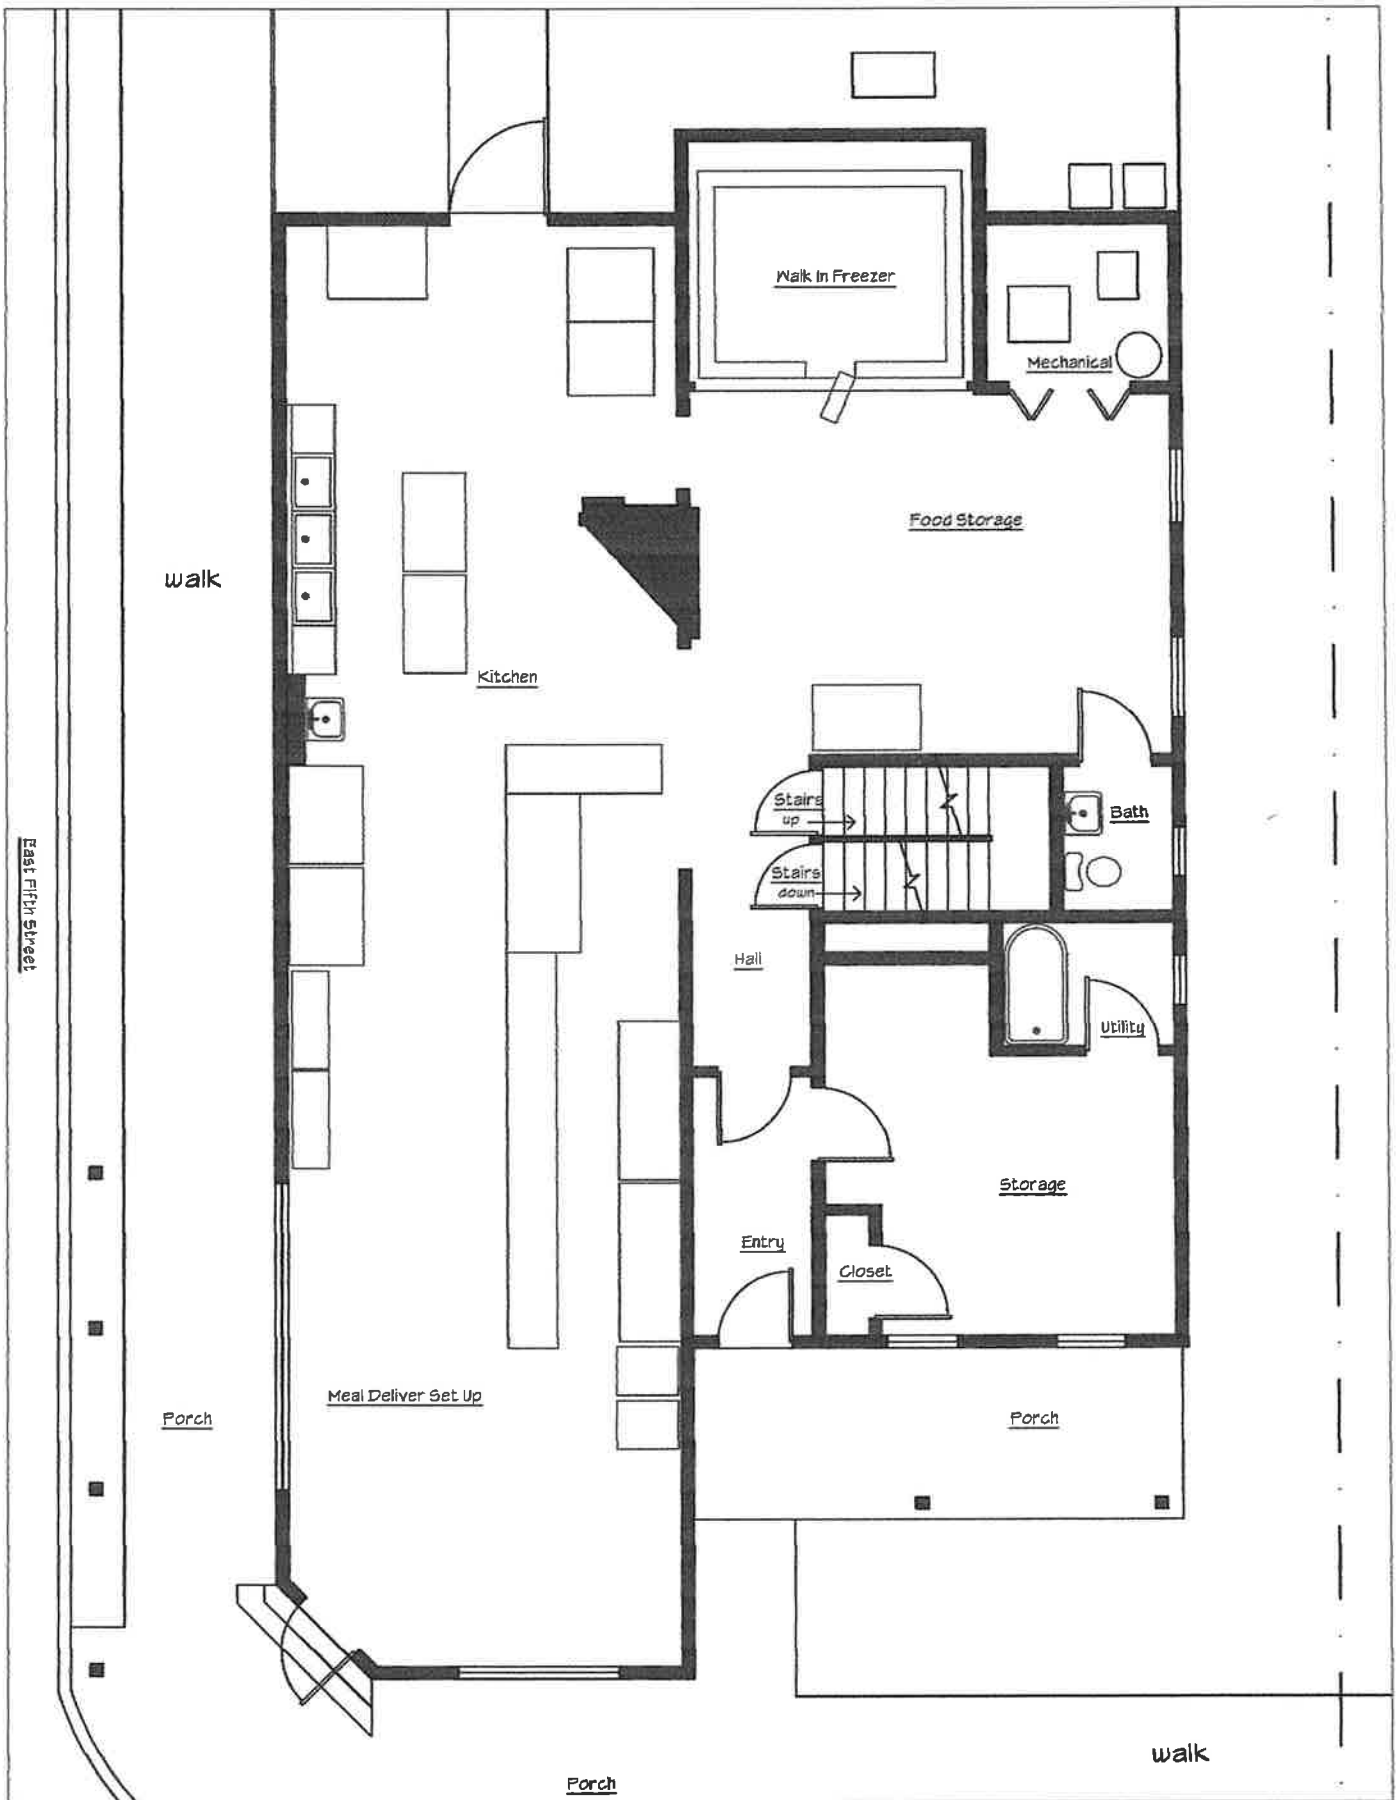 Walk In Freezer
Mechanical
Food Storage
walk
Kitchen
Stairs
up
Bath
Stairs
down
East Fifth Street
Hall
Utility
Storage
Entry
Closet
Meal Deliver Set Up
Porch
Porch
walk
Porch